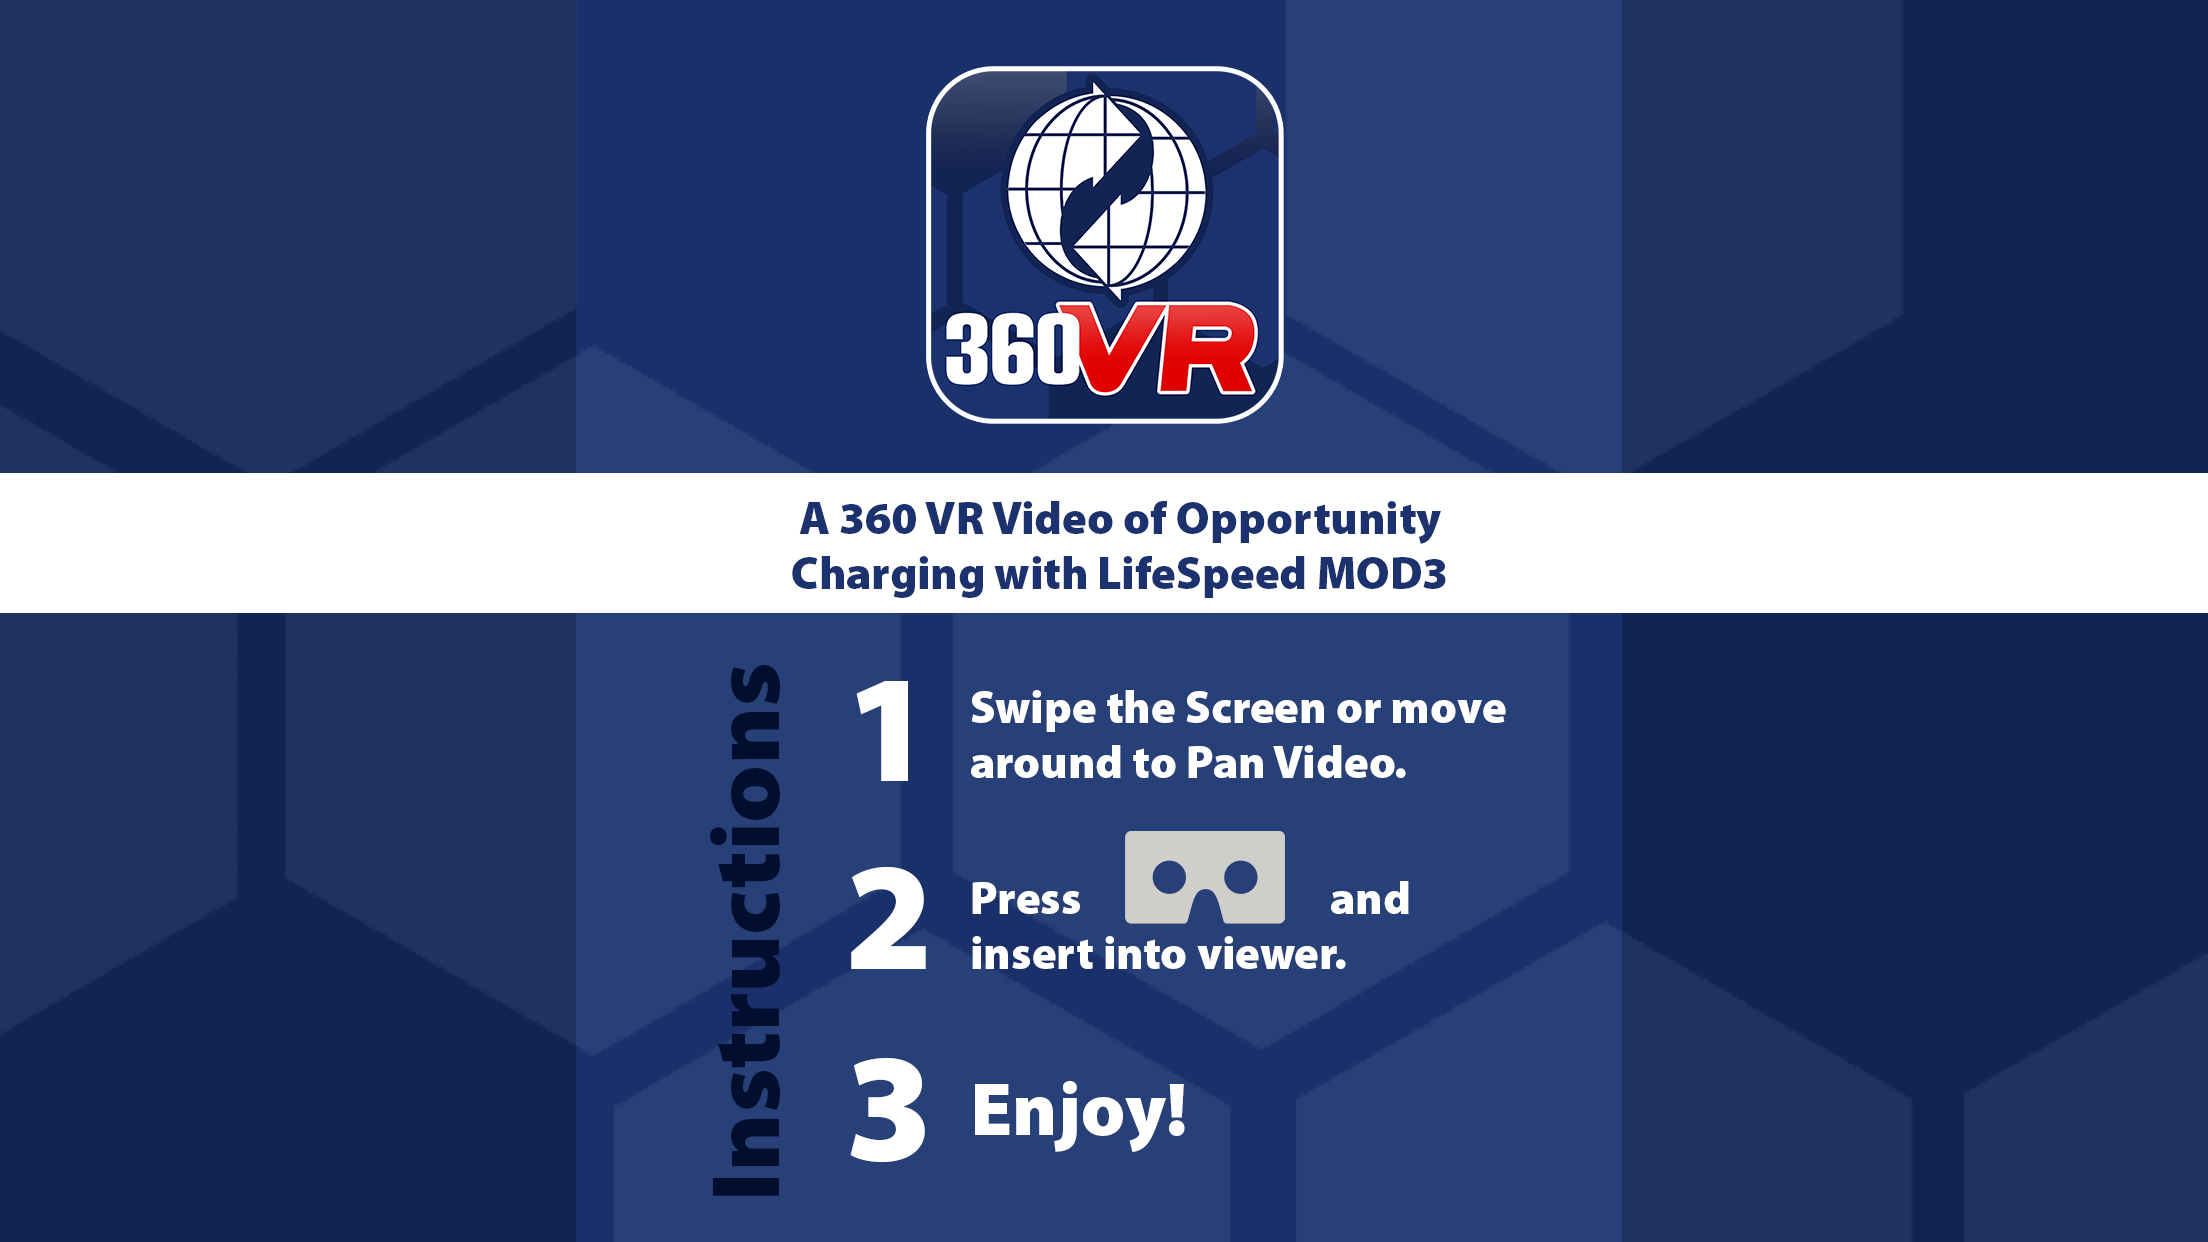 360VR
A 360 VR Video of Opportunity
Charging with LifeSpeed MOD3
Instructions
1 Swipe the Screen or move
around to Pan Video.
2 Press and
insert into viewer.
3 Enjoy!